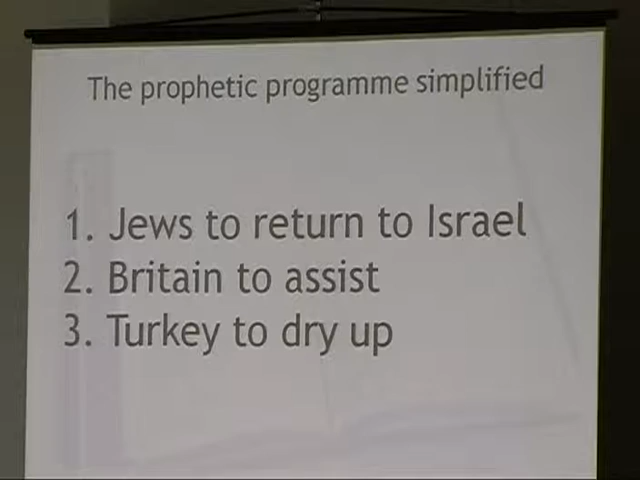 The prophetic programme simplified
1. Jews to return to Israel
2. Britain to assist
3. Turkey to dry up